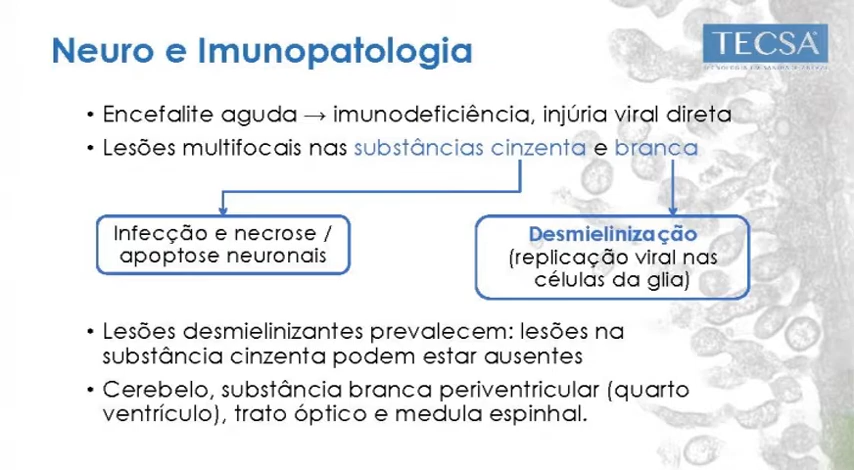 TECSA
Neuro e Imunopatologia
• Encefalite aguda → imunodeficiência, injúria viral direta
• Lesões multifocais nas substâncias cinzenta e branca
Infecção e necrose /
apoptose neuronais
Desmielinização
(replicação viral nas
células da glia)
• Lesões desmielinizantes prevalecem: lesões na
substância cinzenta podem estar ausentes
• Cerebelo, substância branca periventricular (quarto
ventrículo), trato óptico e medula espinhal.